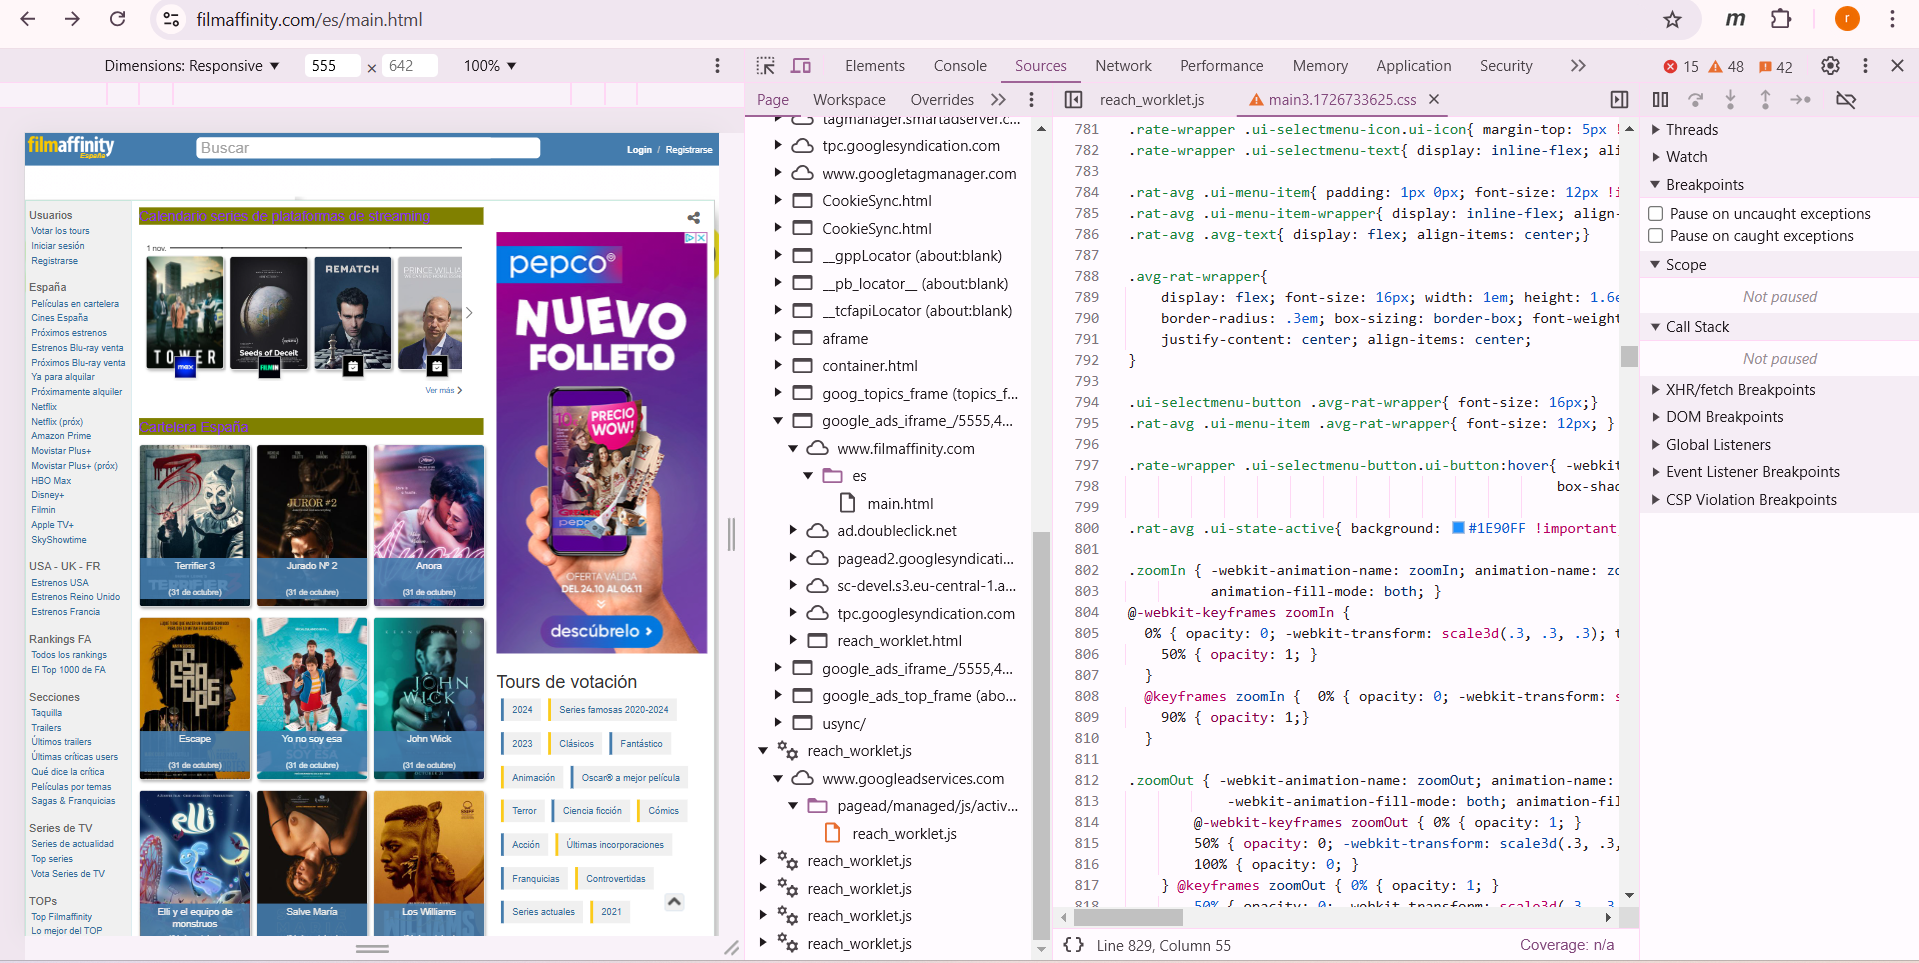 filmaffinity.com/es/main.html
m
r
Dimensions: Responsive
555
×
642
100%
Elements
Console
Sources
Network
Performance
Memory
Application
Security
15
48
42
Page
Workspace
Overrides
reach_worklet.js
main3.1726733625.css
filmaffinity
España
Buscar
Login / Registrarse
Usuarios
Votar los tours
Iniciar sesión
Registrarse
España
Películas en cartelera
Cines España
Próximos estrenos
Estrenos Blu-ray venta
Próximos Blu-ray venta
Ya para alquilar
Próximamente alquiler
Netflix
Netflix (próx)
Amazon Prime
Movistar Plus+
Movistar Plus+ (próx)
HBO Max
Disney+
Filmin
Apple TV+
SkyShowtime
USA - UK - FR
Estrenos USA
Estrenos Reino Unido
Estrenos Francia
Rankings FA
Todos los rankings
El Top 1000 de FA
Secciones
Taquilla
Trailers
Últimos trailers
Últimas críticas users
Qué dice la crítica
Películas por temas
Sagas & Franquicias
Series de TV
Series de actualidad
Top series
Vota Series de TV
TOPs
Top Filmaffinity
Lo mejor del TOP
Calendario series de plataformas de streaming
1 nov.
TOWER
max
Seeds of Deceit
FILMIN
REMATCH
PRINCE WILLIA
Ver más
Cartelera España
Terrifier 3
(31 de octubre)
JUROR #2
Jurado Nº 2
(31 de octubre)
Anora
(31 de octubre)
ESCAPE
Escape
(31 de octubre)
Yo no soy esa
(31 de octubre)
JOHN
WICK
John Wick
(31 de octubre)
elli
Elli y el equipo de
monstruos
Salve María
Los Williams
pepco
NUEVO
FOLLETO
PRECIO
WOW!
OFERTA VÁLIDA
DEL 24.10 AL 06.11
descúbrelo >
Tours de votación
2024
Series famosas 2020-2024
2023
Clásicos
Fantástico
Animación
Oscar® a mejor película
Terror
Ciencia ficción
Cómics
Acción
Últimas incorporaciones
Franquicias
Controvertidas
Series actuales
2021
tagmanager.smartadserver.c...
tpc.googlesyndication.com
www.googletagmanager.com
CookieSync.html
CookieSync.html
__gppLocator (about:blank)
__pb_locator__ (about:blank)
__tcfapiLocator (about:blank)
aframe
container.html
goog_topics_frame (topics_f...
google_ads_iframe_/5555,4...
www.filmaffinity.com
es
main.html
ad.doubleclick.net
pagead2.googlesyndicati...
sc-devel.s3.eu-central-1.a...
tpc.googlesyndication.com
reach_worklet.html
google_ads_iframe_/5555,4...
google_ads_top_frame (abo...
usync/
reach_worklet.js
www.googleadservices.com
pagead/managed/js/activ...
reach_worklet.js
reach_worklet.js
reach_worklet.js
reach_worklet.js
reach_worklet.js
781 .rate-wrapper .ui-selectmenu-icon.ui-icon{ margin-top: 5px !
782 .rate-wrapper .ui-selectmenu-text{ display: inline-flex; ali
783
784 .rat-avg .ui-menu-item{ padding: 1px 0px; font-size: 12px !i
785 .rat-avg .ui-menu-item-wrapper{ display: inline-flex; align-
786 .rat-avg .avg-text{ display: flex; align-items: center;}
787
788 .avg-rat-wrapper{
789 display: flex; font-size: 16px; width: 1em; height: 1.6e
790 border-radius: .3em; box-sizing: border-box; font-weight
791 justify-content: center; align-items: center;
792 }
793
794 .ui-selectmenu-button .avg-rat-wrapper{ font-size: 16px;}
795 .rat-avg .ui-menu-item .avg-rat-wrapper{ font-size: 12px; }
796
797 .rate-wrapper .ui-selectmenu-button.ui-button:hover{ -webkit
798 box-shad
799
800 .rat-avg .ui-state-active{ background: #1E90FF !important
801
802 .zoomIn { -webkit-animation-name: zoomIn; animation-name: zo
803 animation-fill-mode: both; }
804 @-webkit-keyframes zoomIn {
805 0% { opacity: 0; -webkit-transform: scale3d(.3, .3, .3); t
806 50% { opacity: 1; }
807 }
808 @keyframes zoomIn { 0% { opacity: 0; -webkit-transform: s
809 90% { opacity: 1;}
810 }
811
812 .zoomOut { -webkit-animation-name: zoomOut; animation-name:
813 -webkit-animation-fill-mode: both; animation-fil
814 @-webkit-keyframes zoomOut { 0% { opacity: 1; }
815 50% { opacity: 0; -webkit-transform: scale3d(.3, .3,
816 100% { opacity: 0; }
817 } @keyframes zoomOut { 0% { opacity: 1; }
818 50% { opacity: 0; -webkit-transform: scale3d(.3, .3
{} Line 829, Column 55
Coverage: n/a
Threads
Watch
Breakpoints
Pause on uncaught exceptions
Pause on caught exceptions
Scope
Not paused
Call Stack
Not paused
XHR/fetch Breakpoints
DOM Breakpoints
Global Listeners
Event Listener Breakpoints
CSP Violation Breakpoints